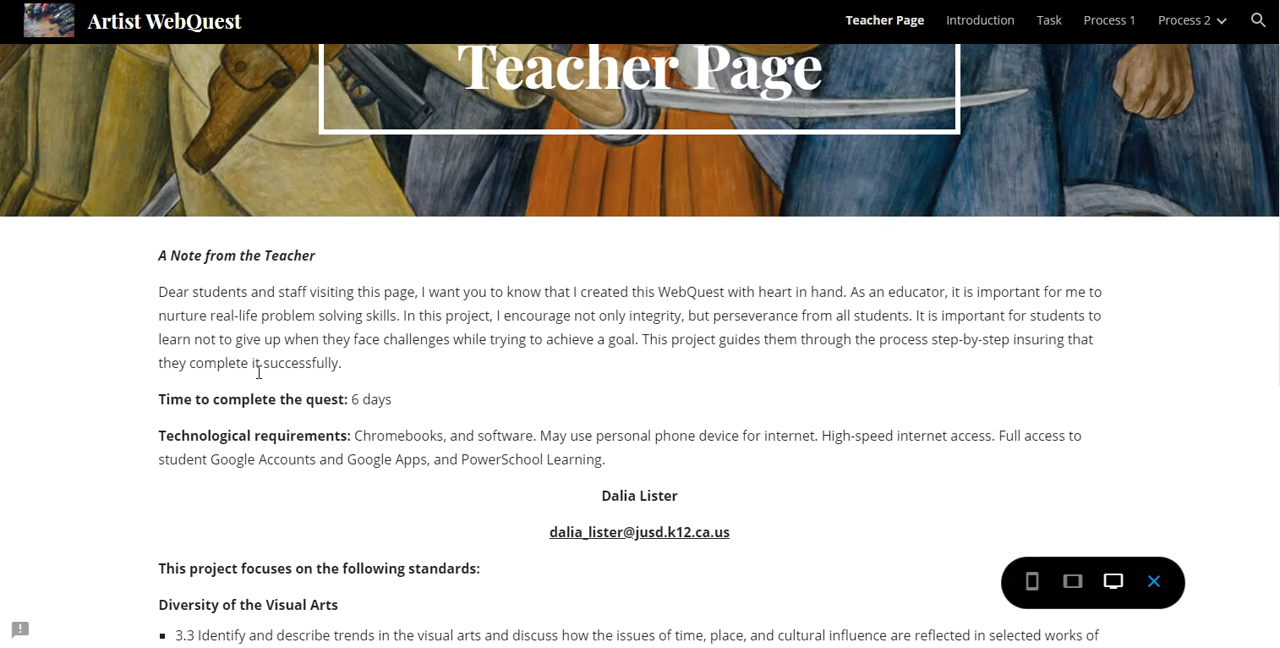 Artist WebQuest
Teacher Page Introduction Task Process 1 Process 2
Teacher Page
A Note from the Teacher
Dear students and staff visiting this page, I want you to know that I created this WebQuest with heart in hand. As an educator, it is important for me to
nurture real-life problem solving skills. In this project, I encourage not only integrity, but perseverance from all students. It is important for students to
learn not to give up when they face challenges while trying to achieve a goal. This project guides them through the process step-by-step insuring that
they complete it successfully.
Time to complete the quest: 6 days
Technological requirements: Chromebooks, and software. May use personal phone device for internet. High-speed internet access. Full access to
student Google Accounts and Google Apps, and PowerSchool Learning.
Dalia Lister
dalia_lister@jusd.k12.ca.us
This project focuses on the following standards:
Diversity of the Visual Arts
▪ 3.3 Identify and describe trends in the visual arts and discuss how the issues of time, place, and cultural influence are reflected in selected works of